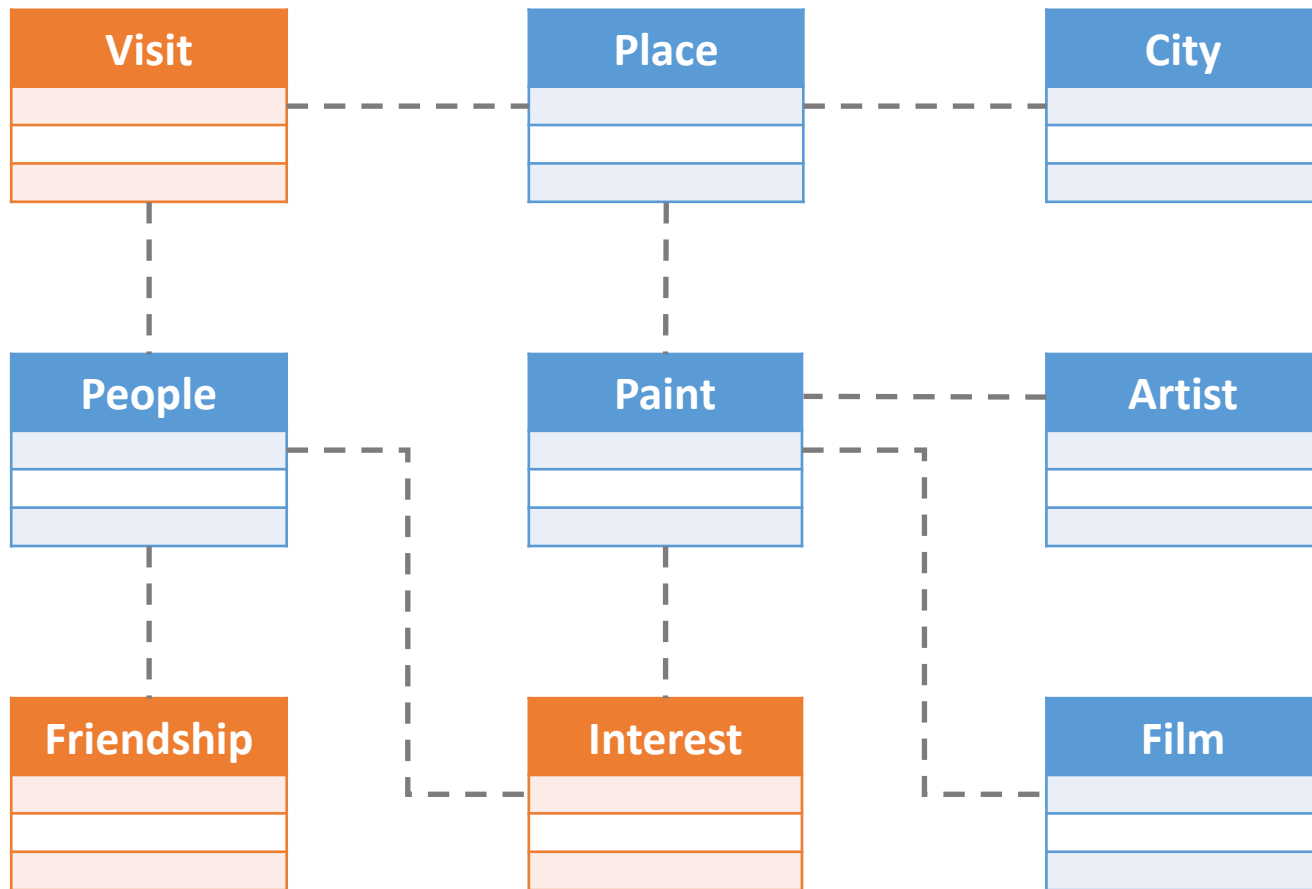 Visit
Place
City
People
Paint
Artist
Friendship
Interest
Film